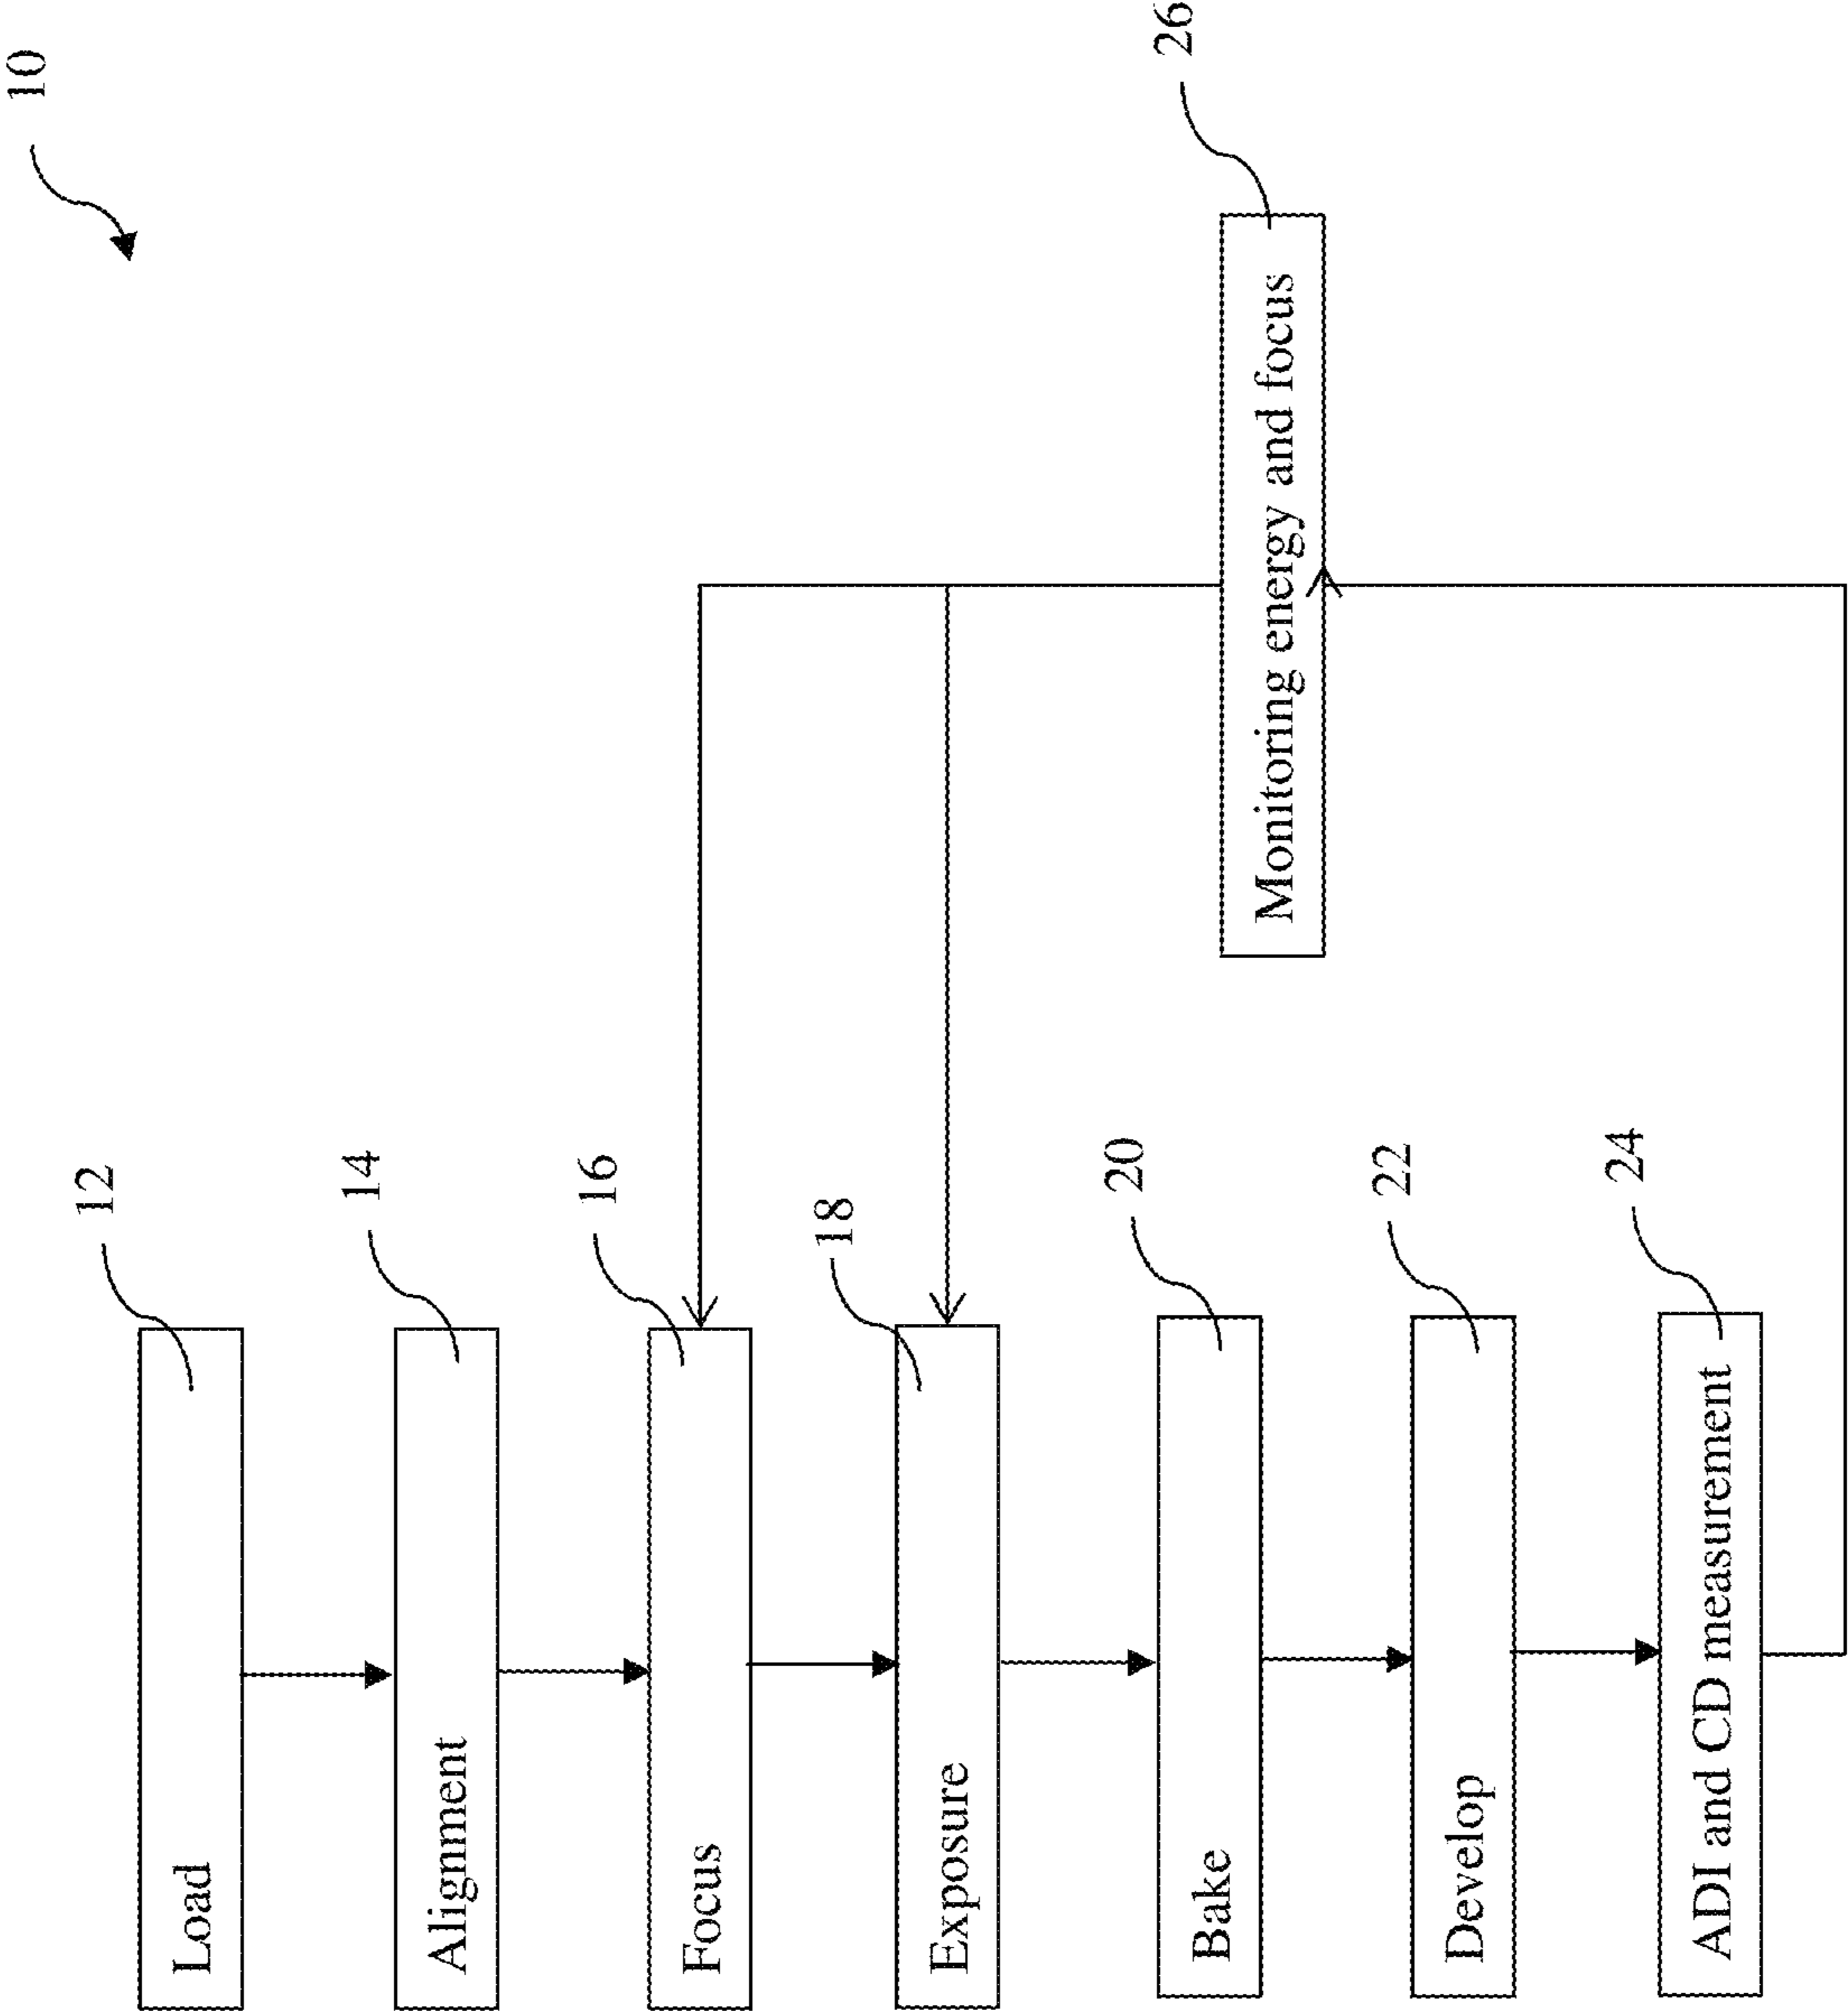 10
Load
12
Alignment
14
Focus
16
Exposure
18
Bake
20
Develop
22
ADI and CD measurement
24
Monitoring energy and focus
26